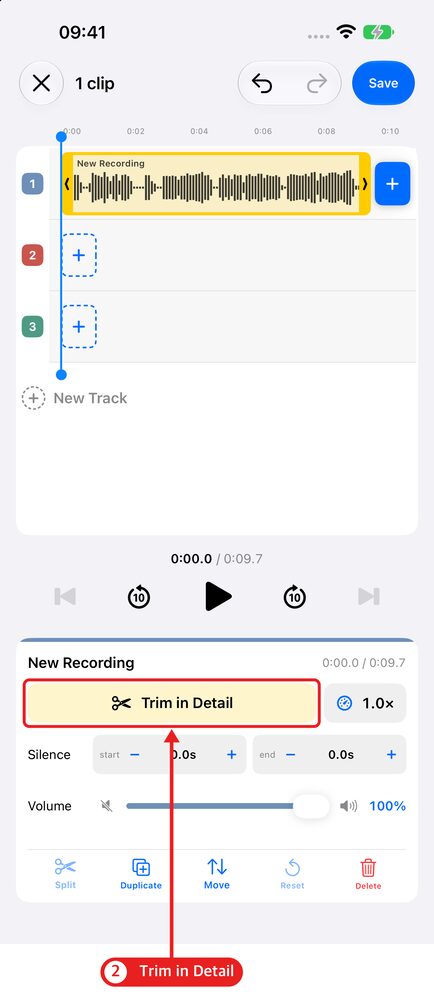 09:41
1 clip
Save
0:00 0:02 0:04 0:06 0:08 0:10
1
New Recording
+
2
+
3
+
+ New Track
0:00.0 / 0:09.7
10 10
New Recording 0:00.0 / 0:09.7
Trim in Detail 1.0×
Silence start − 0.0s + end − 0.0s +
Volume 100%
Split Duplicate Move Reset Delete
2 Trim in Detail